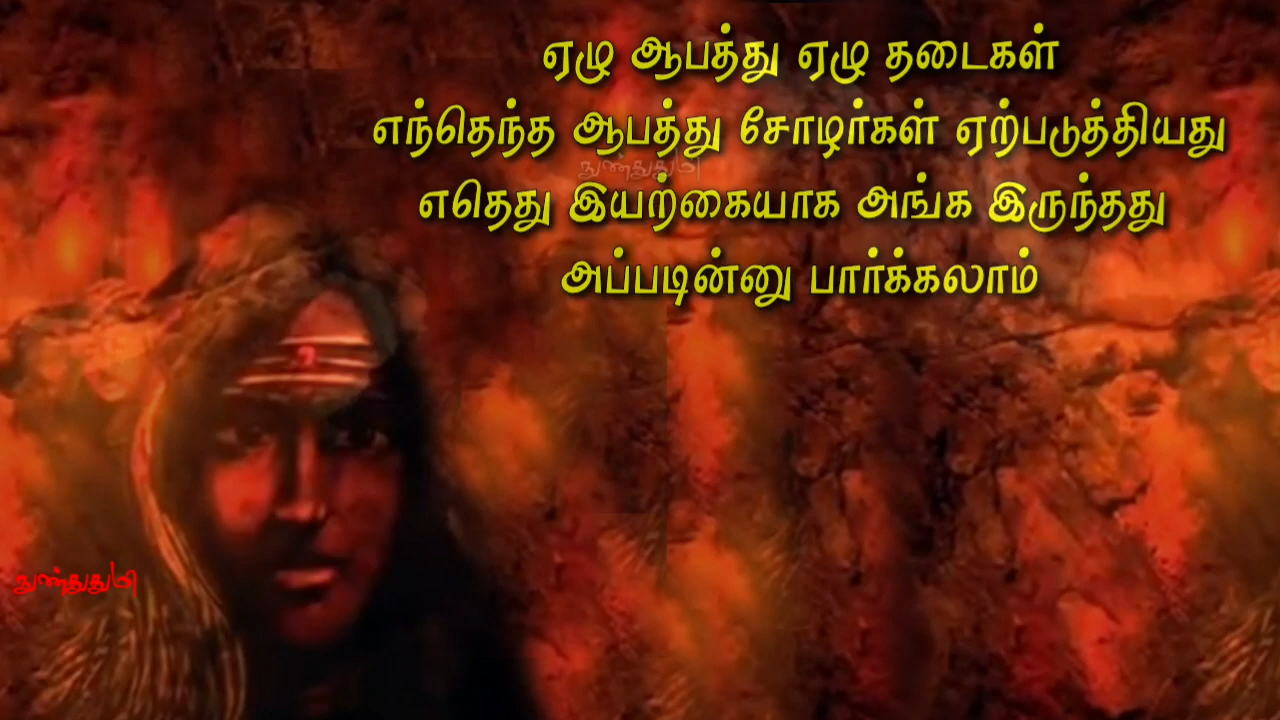 ஏழு ஆபத்து ஏழு தடைகள்
எந்தெந்த ஆபத்து சோழர்கள் ஏற்படுத்தியது
துண்துதுமி
எதெது இயற்கையாக அங்க இருந்தது
அப்படின்னு பார்க்கலாம்
துண்துதுமி